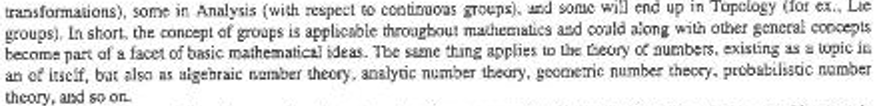 transformations), some in Analysis (with respect to continuous groups), and some will end up in Topology (for ex., Lie
groups). In short, the concept of groups is applicable throughout mathematics and could along with other general concepts
become part of a facet of basic mathematical ideas. The same thing applies to the theory of numbers, existing as a topic in
an of itself, but also as algebraic number theory, analytic number theory, geometric number theory, probabilistic number
theory, and so on.